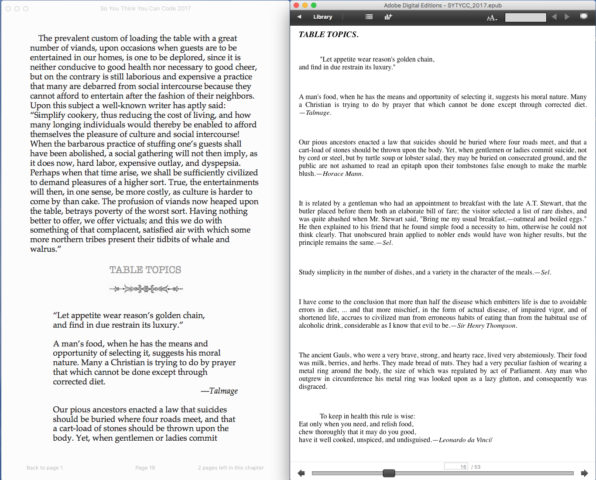 So You Think You Can Code 2017
The prevalent custom of loading the table with a great
number of viands, upon occasions when guests are to be
entertained in our homes, is one to be deplored, since it is
neither conducive to good health nor necessary to good cheer,
but on the contrary is still laborious and expensive a practice
that many are debarred from social intercourse because they
cannot afford to entertain after the fashion of their neighbors.
Upon this subject a well-known writer has aptly said:
“Simplify cookery, thus reducing the cost of living, and how
many longing individuals would thereby be enabled to afford
themselves the pleasure of culture and social intercourse!
When the barbarous practice of stuffing one’s guests shall
have been abolished, a social gathering will not then imply, as
it does now, hard labor, expensive outlay, and dyspepsia.
Perhaps when that time arises, we shall be sufficiently civilized
to demand pleasures of a higher sort. True, the entertainments
will then, in one sense, be more costly, as culture is harder to
come by than cake. The profusion of viands now heaped upon
the table, betrays poverty of the worst sort. Having nothing
better to offer, we offer victuals; and this we do with
something of that complacent, satisfied air with which some
more northern tribes present their tidbits of whale and
walrus.”
TABLE TOPICS
“Let appetite wear reason’s golden chain,
and find in due restrain its luxury.”
A man’s food, when he has the means and
opportunity of selecting it, suggests his moral
nature. Many a Christian is trying to do by prayer
that which cannot be done except through
corrected diet.
—Talmage
Our pious ancestors enacted a law that suicides
should be buried where four roads meet, and that
a cart-load of stones should be thrown upon the
body. Yet, when gentlemen or ladies commit
Back to page 1
Page 19
2 pages left in this chapter
Adobe Digital Editions - SYTYCC_2017.epub
Library
AA
TABLE TOPICS.
"Let appetite wear reason's golden chain,
and find in due restrain its luxury."
A man's food, when he has the means and opportunity of selecting it, suggests his moral nature. Many
a Christian is trying to do by prayer that which cannot be done except through corrected diet.
—Talmage.
Our pious ancestors enacted a law that suicides should be buried where four roads meet, and that a
cart-load of stones should be thrown upon the body. Yet, when gentlemen or ladies commit suicide, not
by cord or steel, but by turtle soup or lobster salad, they may be buried on consecrated ground, and the
public are not ashamed to read an epitaph upon their tombstones false enough to make the marble
blush.—Horace Mann.
It is related by a gentleman who had an appointment to breakfast with the late A.T. Stewart, that the
butler placed before them both an elaborate bill of fare; the visitor selected a list of rare dishes, and
was quite abashed when Mr. Stewart said, "Bring me my usual breakfast,—oatmeal and boiled eggs."
He then explained to his friend that he found simple food a necessity to him, otherwise he could not
think clearly. That unobscured brain applied to nobler ends would have won higher results, but the
principle remains the same.—Sel.
Study simplicity in the number of dishes, and a variety in the character of the meals.—Sel.
I have come to the conclusion that more than half the disease which embitters life is due to avoidable
errors in diet, ... and that more mischief, in the form of actual disease, of impaired vigor, and of
shortened life, accrues to civilized man from erroneous habits of eating than from the habitual use of
alcoholic drink, considerable as I know that evil to be.—Sir Henry Thompson.
The ancient Gauls, who were a very brave, strong, and hearty race, lived very abstemiously. Their food
was milk, berries, and herbs. They made bread of nuts. They had a very peculiar fashion of wearing a
metal ring around the body, the size of which was regulated by act of Parliament. Any man who
outgrew in circumference his metal ring was looked upon as a lazy glutton, and consequently was
disgraced.
To keep in health this rule is wise:
Eat only when you need, and relish food,
chew thoroughly that it may do you good,
have it well cooked, unspiced, and undisguised.—Leonardo da Vinci/
16 / 53